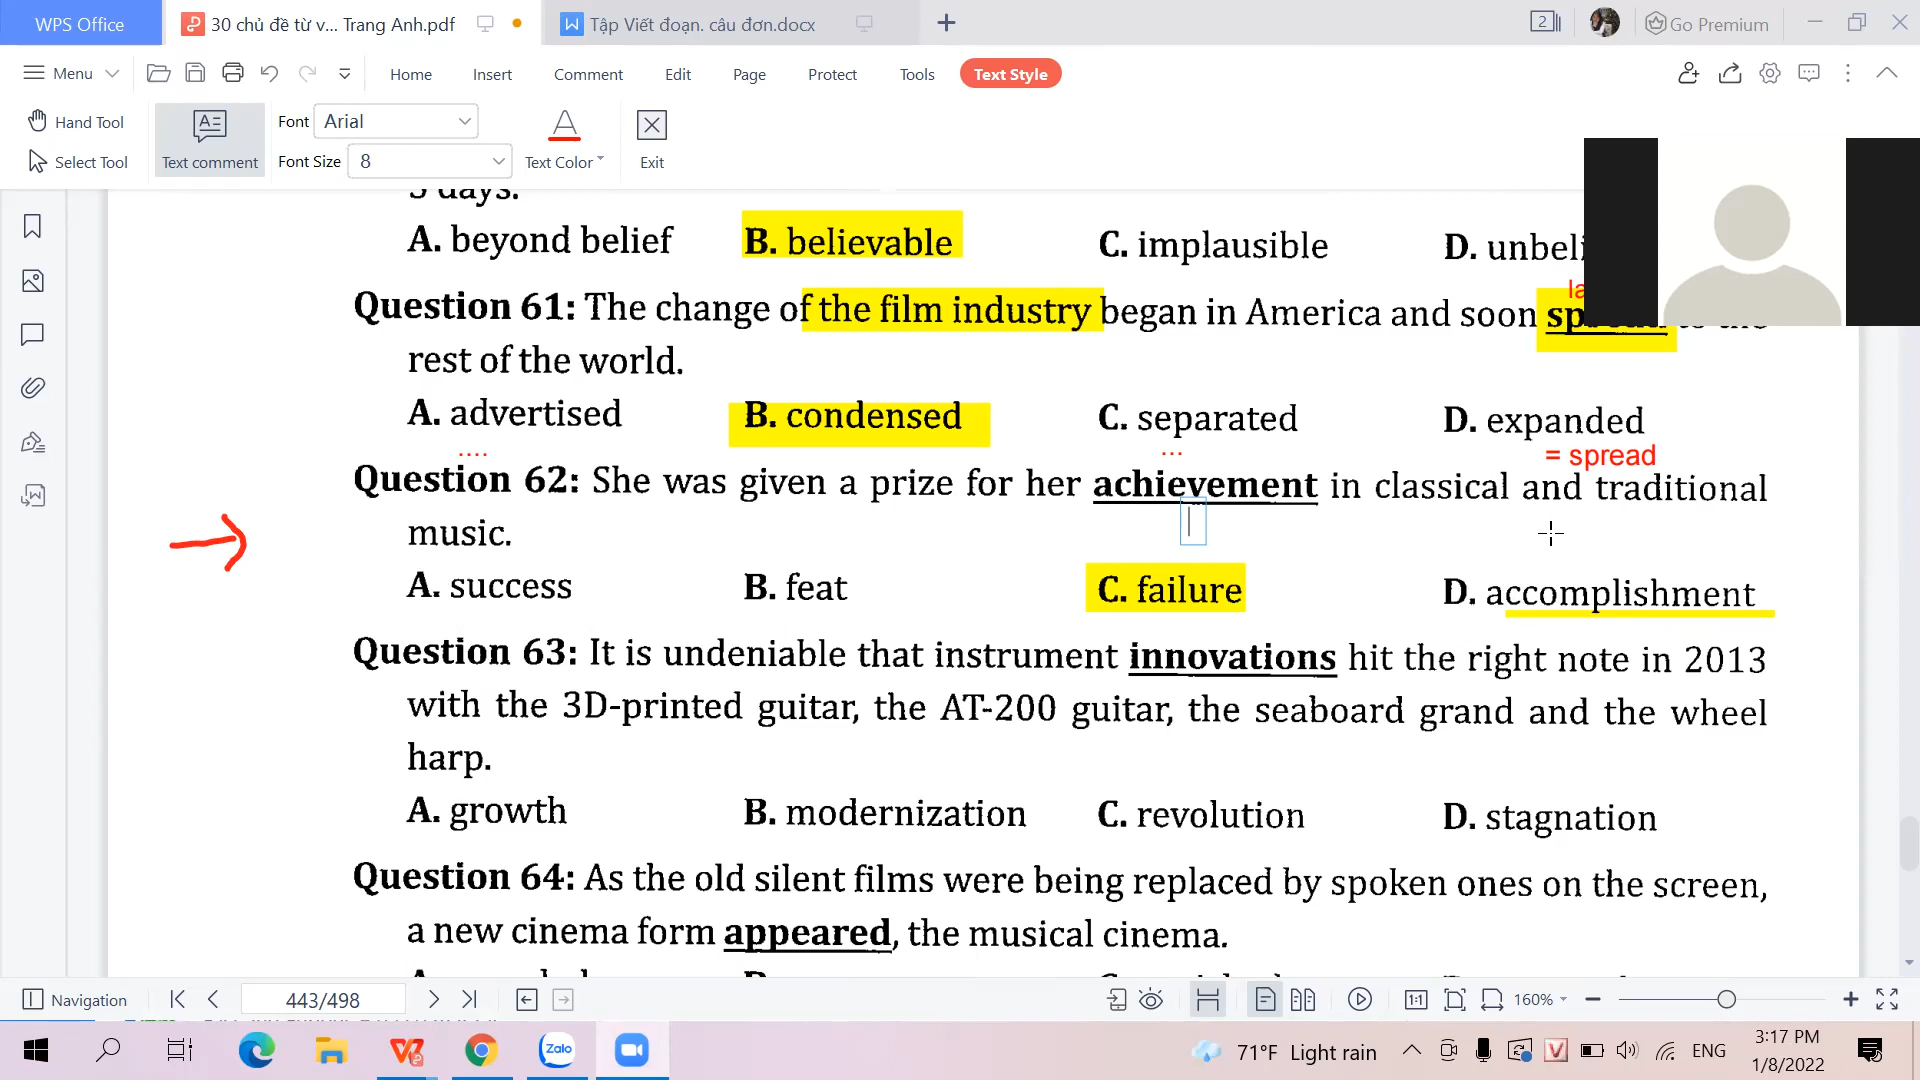 WPS Office
30 chủ đề từ v... Trang Anh.pdf
Tập Viết đoạn. câu đơn.docx
2
Go Premium
Menu
Home
Insert
Comment
Edit
Page
Protect
Tools
Text Style
Hand Tool
Select Tool
Text comment
Font Arial
Font Size 8
Text Color
Exit
days.
A. beyond belief B. believable C. implausible D. unbeli
la
Question 61: The change of the film industry began in America and soon
rest of the world.
A. advertised B. condensed C. separated D. expanded
.... ... = spread
Question 62: She was given a prize for her achievement in classical and traditional
music.
A. success B. feat C. failure D. accomplishment
Question 63: It is undeniable that instrument innovations hit the right note in 2013
with the 3D-printed guitar, the AT-200 guitar, the seaboard grand and the wheel
harp.
A. growth B. modernization C. revolution D. stagnation
Question 64: As the old silent films were being replaced by spoken ones on the screen,
a new cinema form appeared, the musical cinema.
Navigation
443/498
1:1
160%
Zalo
71°F Light rain
ENG
3:17 PM
1/8/2022